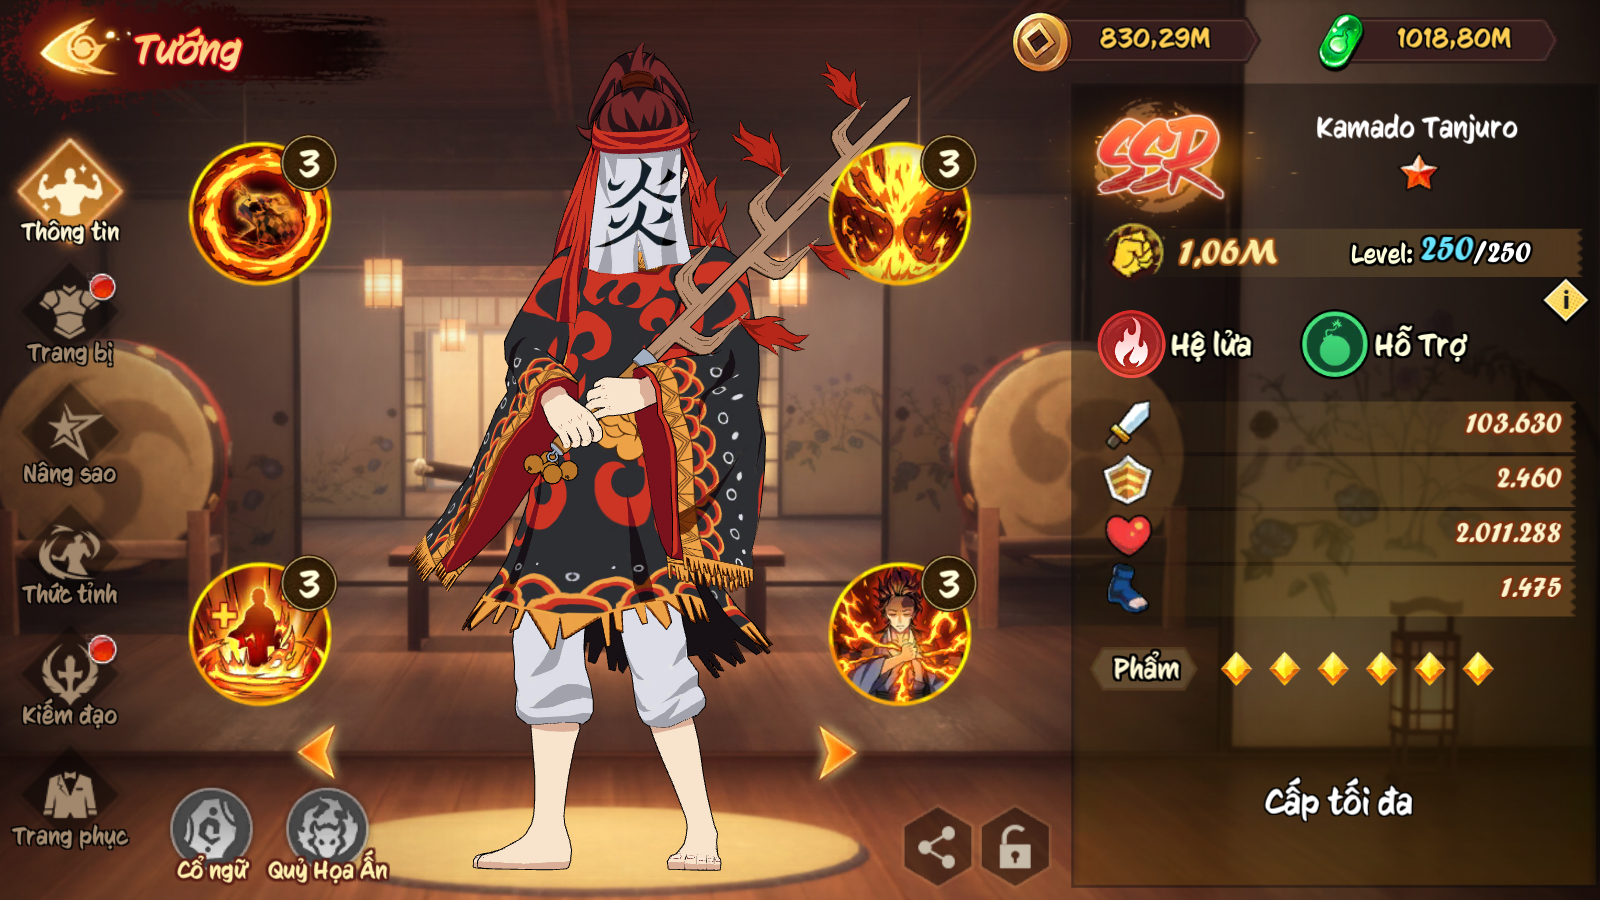 Tướng
830,29M
1018,80M
Thông tin
Trang bị
Nâng sao
Thức tỉnh
Kiếm đạo
Trang phục
3
3
3
3
炎
Cổ ngữ
Quỷ Họa Ấn
SSR
Kamado Tanjuro
1,06M
Level: 250/250
i
Hệ lửa
Hỗ Trợ
103.630
2.460
2.011.288
1.475
Phẩm
Cấp tối đa